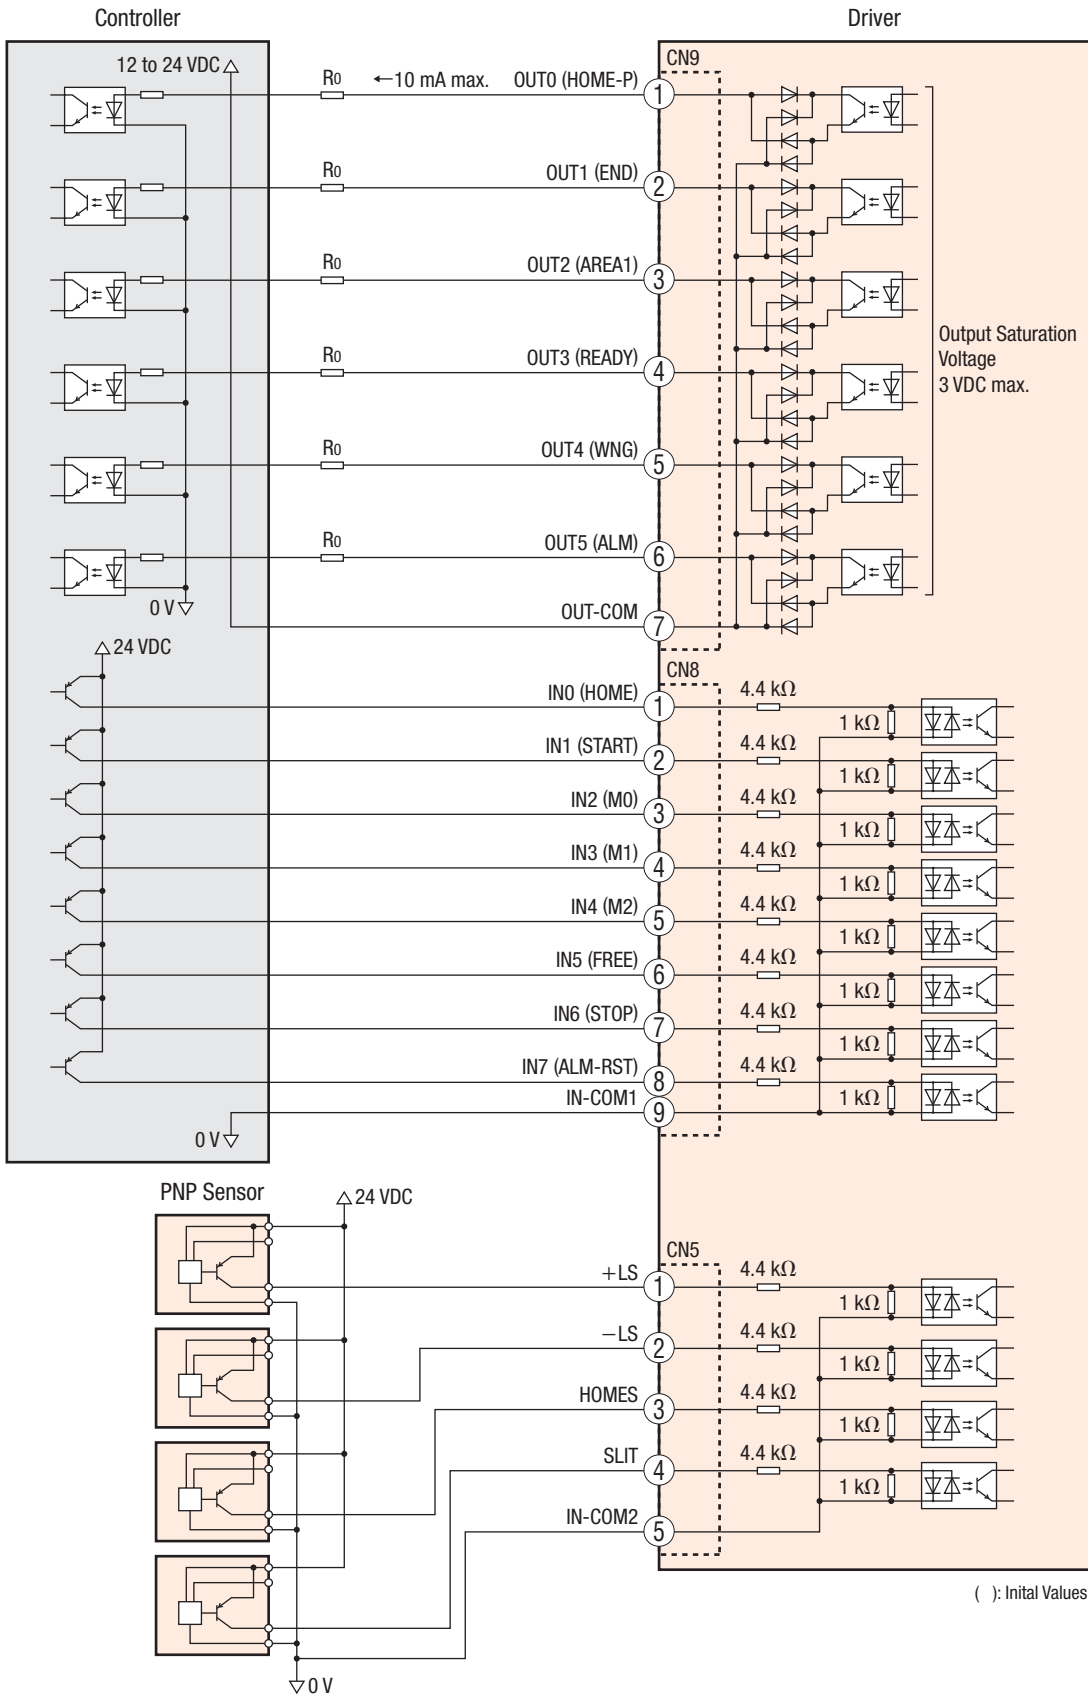 Controller
Driver
12 to 24 VDC
CN9
R0
←10 mA max.
OUT0 (HOME-P)
1
R0
OUT1 (END)
2
R0
OUT2 (AREA1)
3
Output Saturation
Voltage
3 VDC max.
R0
OUT3 (READY)
4
R0
OUT4 (WNG)
5
R0
OUT5 (ALM)
6
0 V
OUT-COM
7
24 VDC
CN8
IN0 (HOME)
1
4.4 kΩ
1 kΩ
IN1 (START)
2
4.4 kΩ
1 kΩ
IN2 (M0)
3
4.4 kΩ
1 kΩ
IN3 (M1)
4
4.4 kΩ
1 kΩ
IN4 (M2)
5
4.4 kΩ
1 kΩ
IN5 (FREE)
6
4.4 kΩ
1 kΩ
IN6 (STOP)
7
4.4 kΩ
1 kΩ
IN7 (ALM-RST)
8
4.4 kΩ
1 kΩ
IN-COM1
9
0 V
PNP Sensor
24 VDC
CN5
+LS
1
4.4 kΩ
1 kΩ
−LS
2
4.4 kΩ
1 kΩ
HOMES
3
4.4 kΩ
1 kΩ
SLIT
4
4.4 kΩ
1 kΩ
IN-COM2
5
( ): Inital Values
0 V